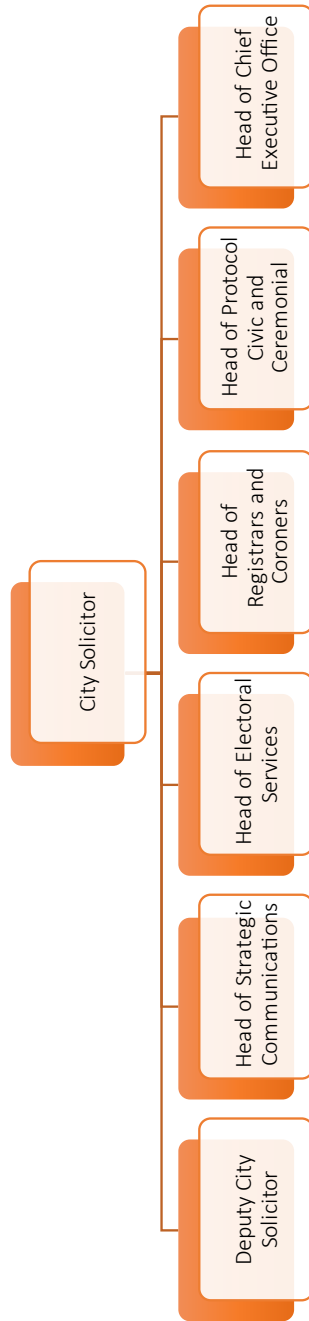 City Solicitor
Deputy City
Solicitor
Head of Strategic
Communications
Head of Electoral
Services
Head of
Registrars and
Coroners
Head of Protocol
Civic and
Ceremonial
Head of Chief
Executive Office